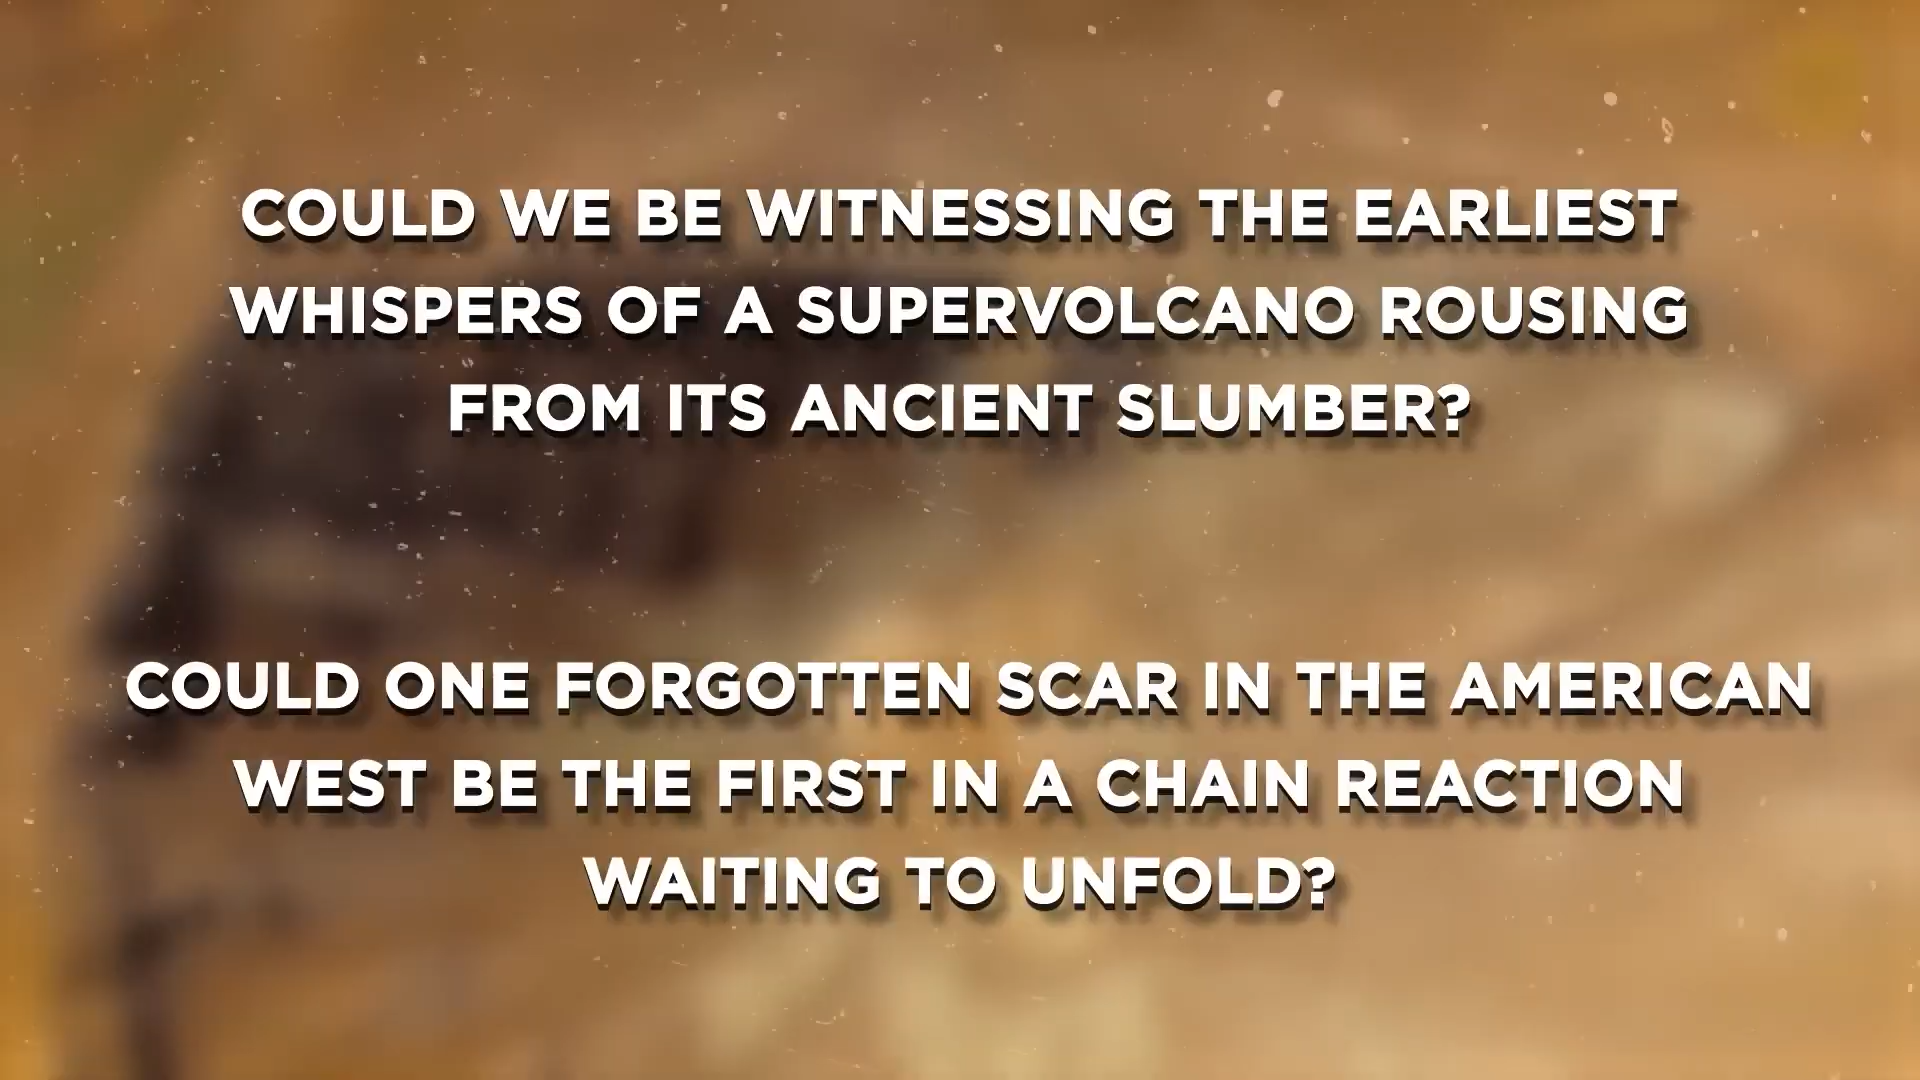 COULD WE BE WITNESSING THE EARLIEST
WHISPERS OF A SUPERVOLCANO ROUSING
FROM ITS ANCIENT SLUMBER?
COULD ONE FORGOTTEN SCAR IN THE AMERICAN
WEST BE THE FIRST IN A CHAIN REACTION
WAITING TO UNFOLD?